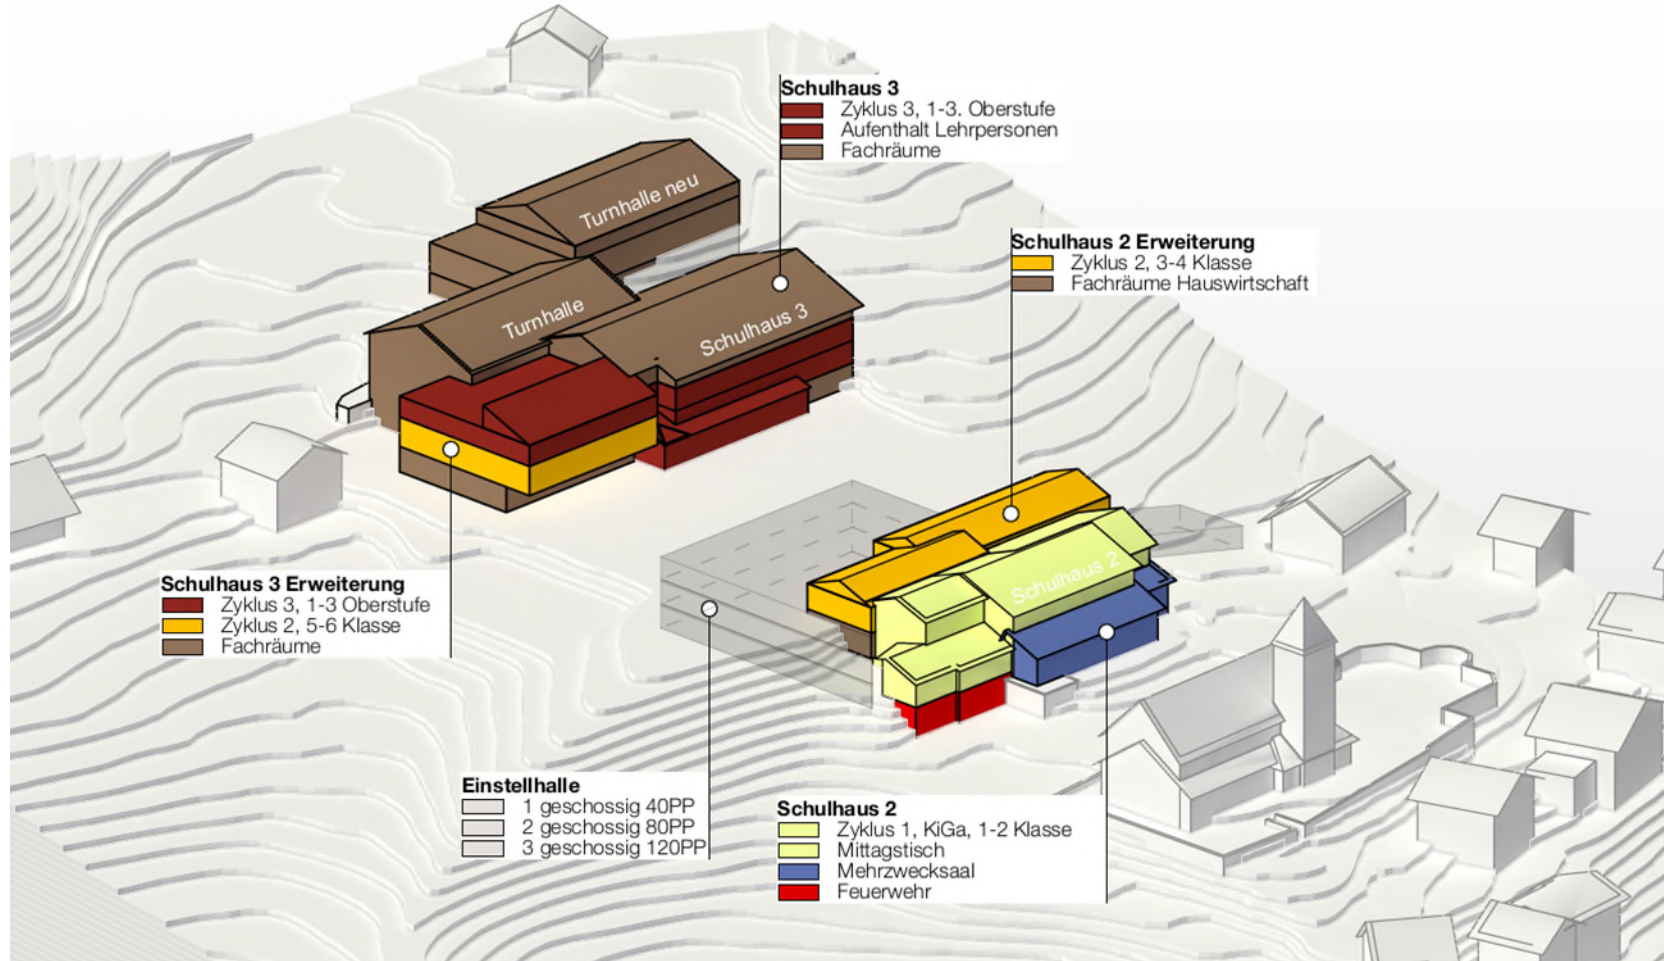 Schulhaus 3
Zyklus 3, 1-3. Oberstufe
Aufenthalt Lehrpersonen
Fachräume
Turnhalle neu
Schulhaus 2 Erweiterung
Zyklus 2, 3-4 Klasse
Fachräume Hauswirtschaft
Turnhalle
Schulhaus 3
Schulhaus 2
Schulhaus 3 Erweiterung
Zyklus 3, 1-3 Oberstufe
Zyklus 2, 5-6 Klasse
Fachräume
Einstellhalle
1 geschossig 40PP
2 geschossig 80PP
3 geschossig 120PP
Schulhaus 2
Zyklus 1, KiGa, 1-2 Klasse
Mittagstisch
Mehrzwecksaal
Feuerwehr